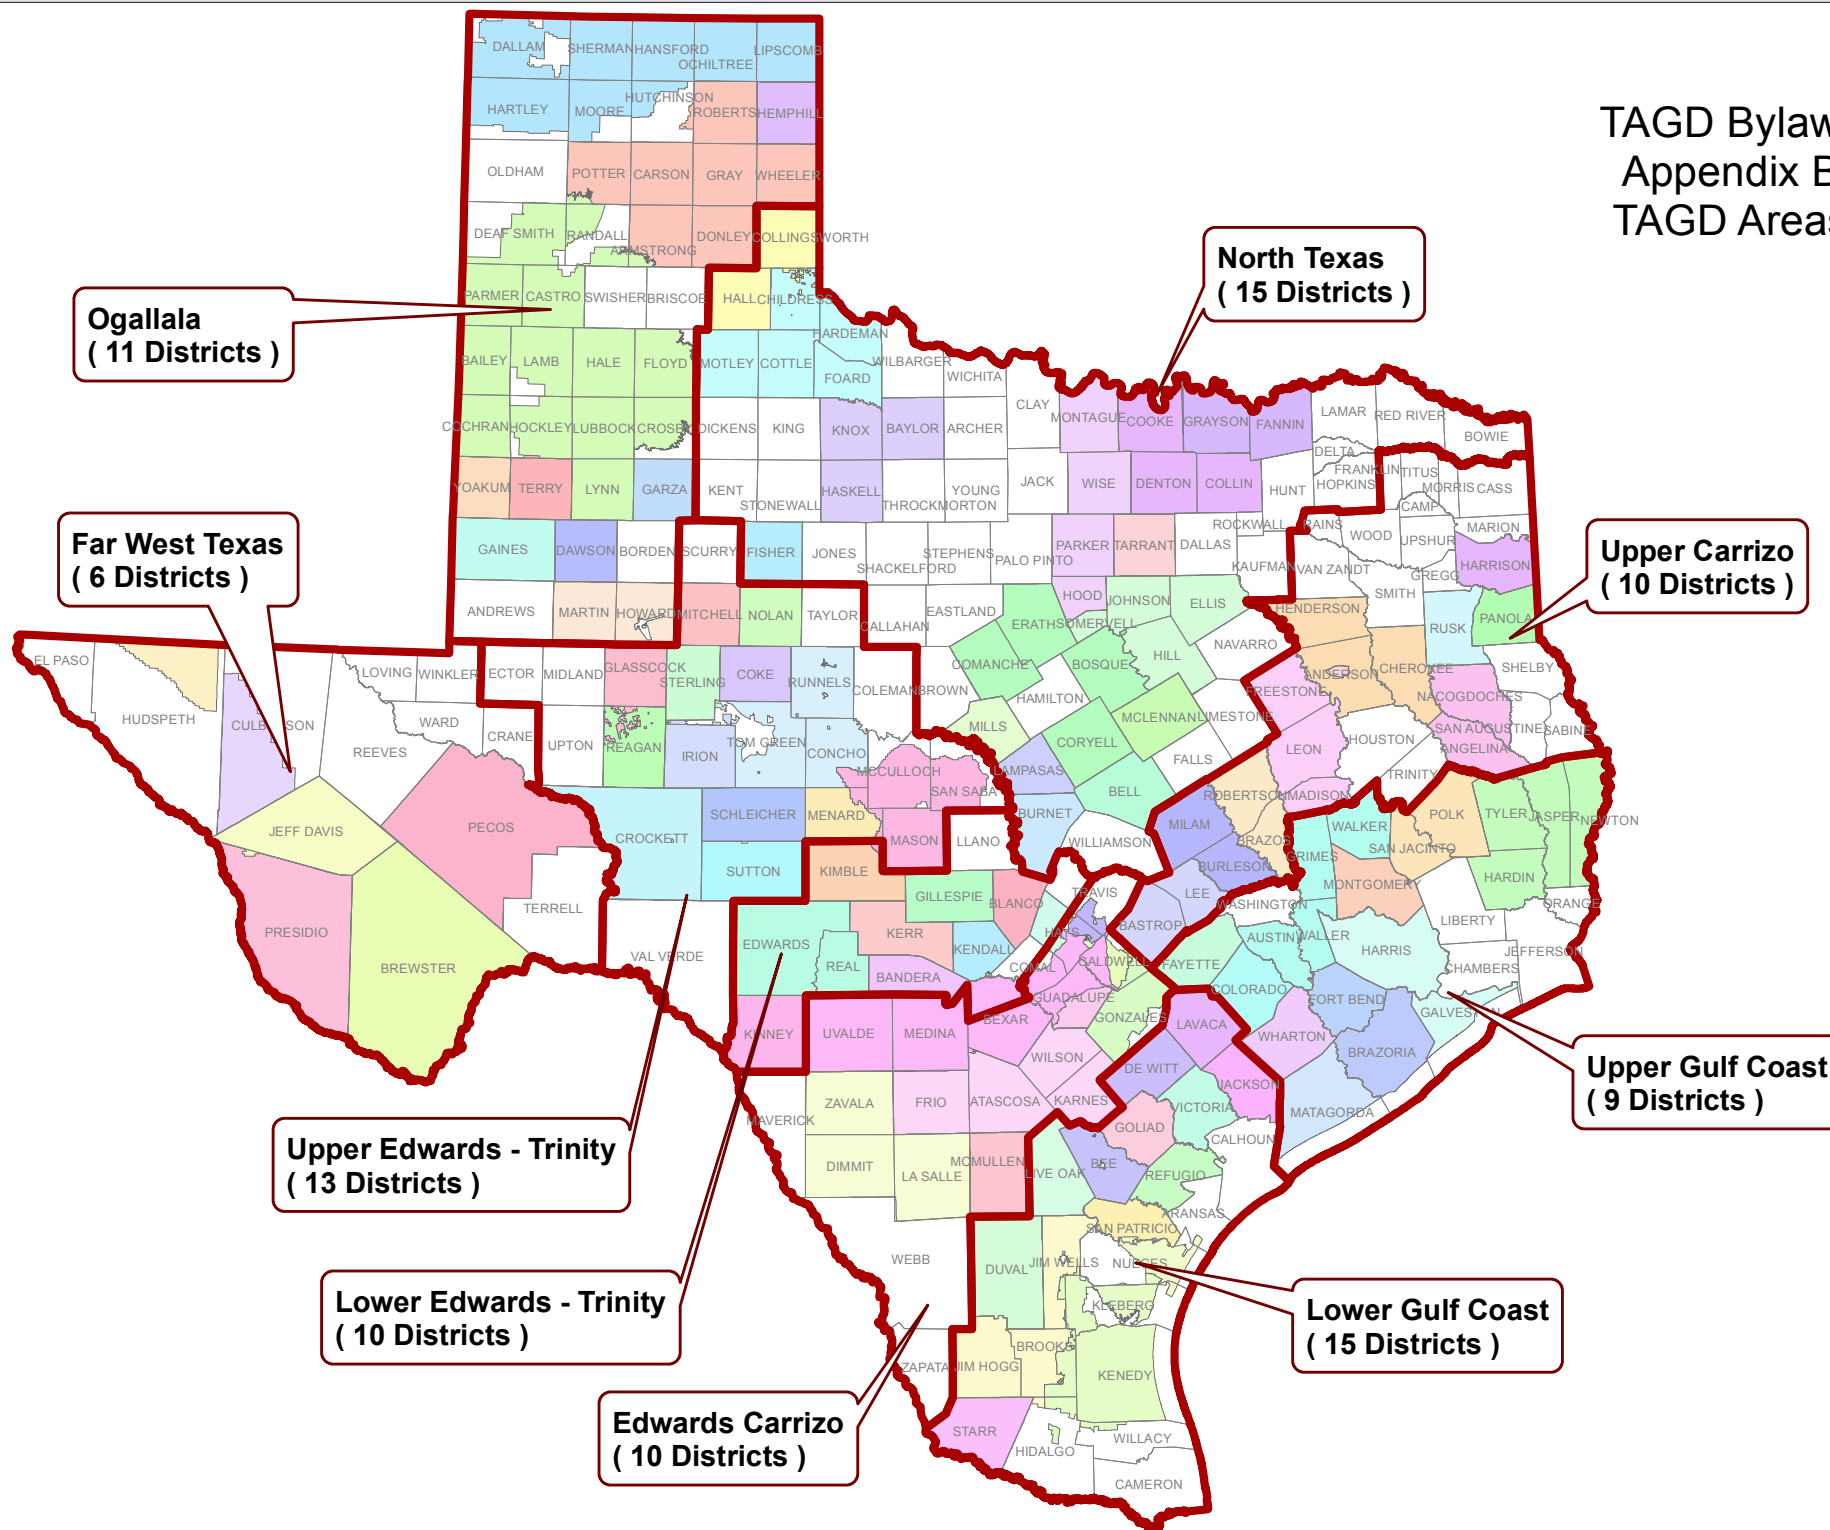 TAGD Bylaw
Appendix B
TAGD Areas
North Texas
( 15 Districts )
Ogallala
( 11 Districts )
Far West Texas
( 6 Districts )
Upper Carrizo
( 10 Districts )
Upper Gulf Coast
( 9 Districts )
Upper Edwards - Trinity
( 13 Districts )
Lower Edwards - Trinity
( 10 Districts )
Lower Gulf Coast
( 15 Districts )
Edwards Carrizo
( 10 Districts )
DALLAM SHERMAN HANSFORD OCHILTREE LIPSCOMB
HARTLEY MOORE HUTCHINSON ROBERTS HEMPHILL
OLDHAM POTTER CARSON GRAY WHEELER
DEAF SMITH RANDALL ARMSTRONG DONLEY COLLINGSWORTH
PARMER CASTRO SWISHER BRISCOE HALL CHILDRESS
HARDEMAN
BAILEY LAMB HALE FLOYD MOTLEY COTTLE FOARD WILBARGER WICHITA
COCHRAN HOCKLEY LUBBOCK CROSBY DICKENS KING KNOX BAYLOR ARCHER CLAY MONTAGUE COOKE GRAYSON FANNIN LAMAR RED RIVER BOWIE
DELTA FRANKLIN TITUS HOPKINS MORRIS CASS CAMP
YOAKUM TERRY LYNN GARZA KENT STONEWALL HASKELL THROCKMORTON YOUNG JACK WISE DENTON COLLIN HUNT
ROCKWALL RAINS WOOD UPSHUR MARION
GAINES DAWSON BORDEN SCURRY FISHER JONES SHACKELFORD STEPHENS PALO PINTO PARKER TARRANT DALLAS KAUFMAN VAN ZANDT GREGG HARRISON
ANDREWS MARTIN HOWARD MITCHELL NOLAN TAYLOR CALLAHAN EASTLAND ERATH HOOD SOMERVELL JOHNSON ELLIS HENDERSON SMITH RUSK PANOLA
NAVARRO
EL PASO HUDSPETH CULBERSON REEVES LOVING WINKLER ECTOR MIDLAND GLASSCOCK STERLING COKE RUNNELS COLEMAN BROWN COMANCHE HAMILTON BOSQUE HILL FREESTONE ANDERSON CHEROKEE NACOGDOCHES SHELBY
WARD CRANE UPTON REAGAN IRION TOM GREEN CONCHO MILLS CORYELL MCLENNAN LIMESTONE LEON HOUSTON SAN AUGUSTINE SABINE ANGELINA
MCCULLOCH SAN SABA LAMPASAS BELL FALLS TRINITY
JEFF DAVIS PECOS CROCKETT SCHLEICHER MENARD MASON LLANO BURNET WILLIAMSON MILAM ROBERTSON MADISON WALKER POLK TYLER JASPER NEWTON
BRAZOS SAN JACINTO
SUTTON KIMBLE GILLESPIE BLANCO TRAVIS BURLESON GRIMES MONTGOMERY HARDIN
PRESIDIO BREWSTER TERRELL VAL VERDE EDWARDS REAL KERR KENDALL HAYS BASTROP LEE WASHINGTON LIBERTY ORANGE
BANDERA COMAL CALDWELL FAYETTE AUSTIN WALLER HARRIS CHAMBERS JEFFERSON
KINNEY UVALDE MEDINA BEXAR GUADALUPE GONZALES COLORADO FORT BEND GALVESTON
LAVACA WHARTON BRAZORIA
WILSON DE WITT JACKSON MATAGORDA
MAVERICK ZAVALA FRIO ATASCOSA KARNES VICTORIA GOLIAD CALHOUN
DIMMIT LA SALLE MCMULLEN LIVE OAK BEE REFUGIO
ARANSAS SAN PATRICIO
WEBB DUVAL JIM WELLS NUECES
KLEBERG
ZAPATA JIM HOGG BROOKS KENEDY
STARR HIDALGO WILLACY
CAMERON